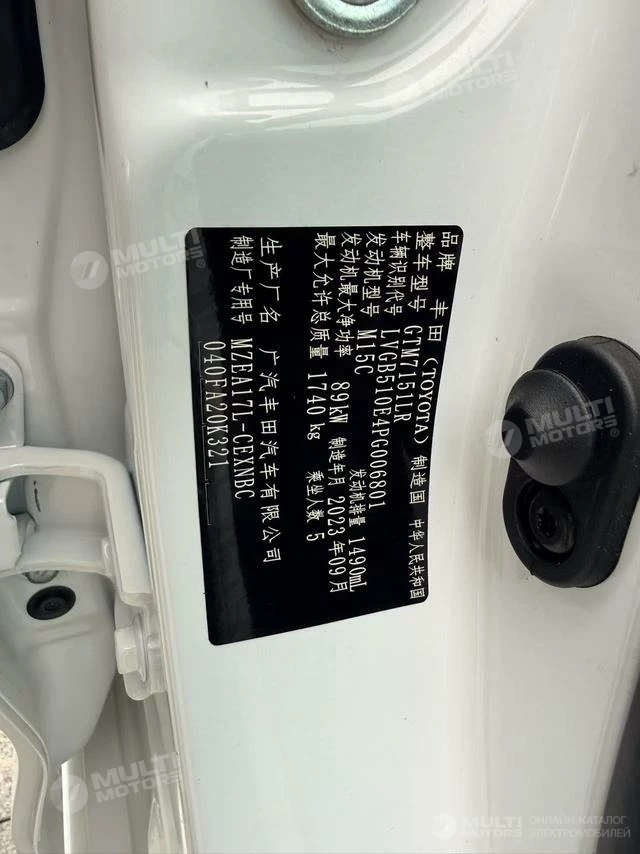 品牌 丰田 (TOYOTA) 制造国 中华人民共和国
整车型号 GTM7151LR
车辆识别代号 LVGB510E4PG006801
发动机型号 M15C 发动机排量 1490mL
发动机最大净功率 89kW 制造年月 2023年09月
最大允许总质量 1740 kg 乘坐人数 5
生产厂名 广汽丰田汽车有限公司
制造厂专用号 MZEA17L-CEXNBC
040FA20K321
MULTI MOTORS
MULTI MOTORS
MULTI MOTORS
MULTI MOTORS
MULTI MOTORS
ОНЛАЙН-КАТАЛОГ
ЭЛЕКТРОМОБИЛЕЙ